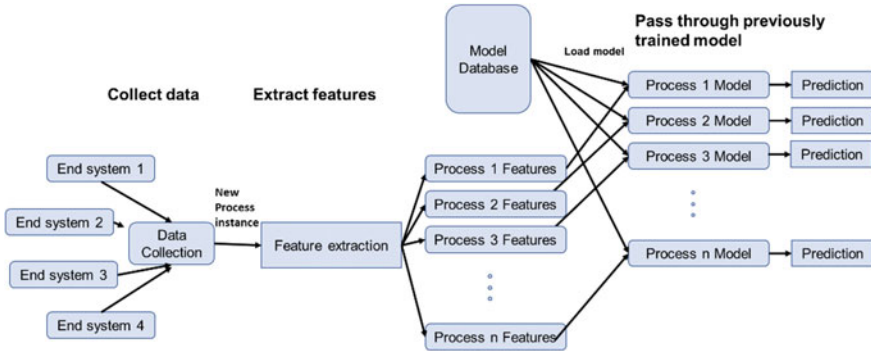 Collect data
Extract features
Model
Database
Load model
Pass through previously
trained model
End system 1
End system 2
End system 3
End system 4
Data
Collection
New
Process
instance
Feature extraction
Process 1 Features
Process 2 Features
Process 3 Features
Process n Features
Process 1 Model
Prediction
Process 2 Model
Prediction
Process 3 Model
Prediction
Process n Model
Prediction